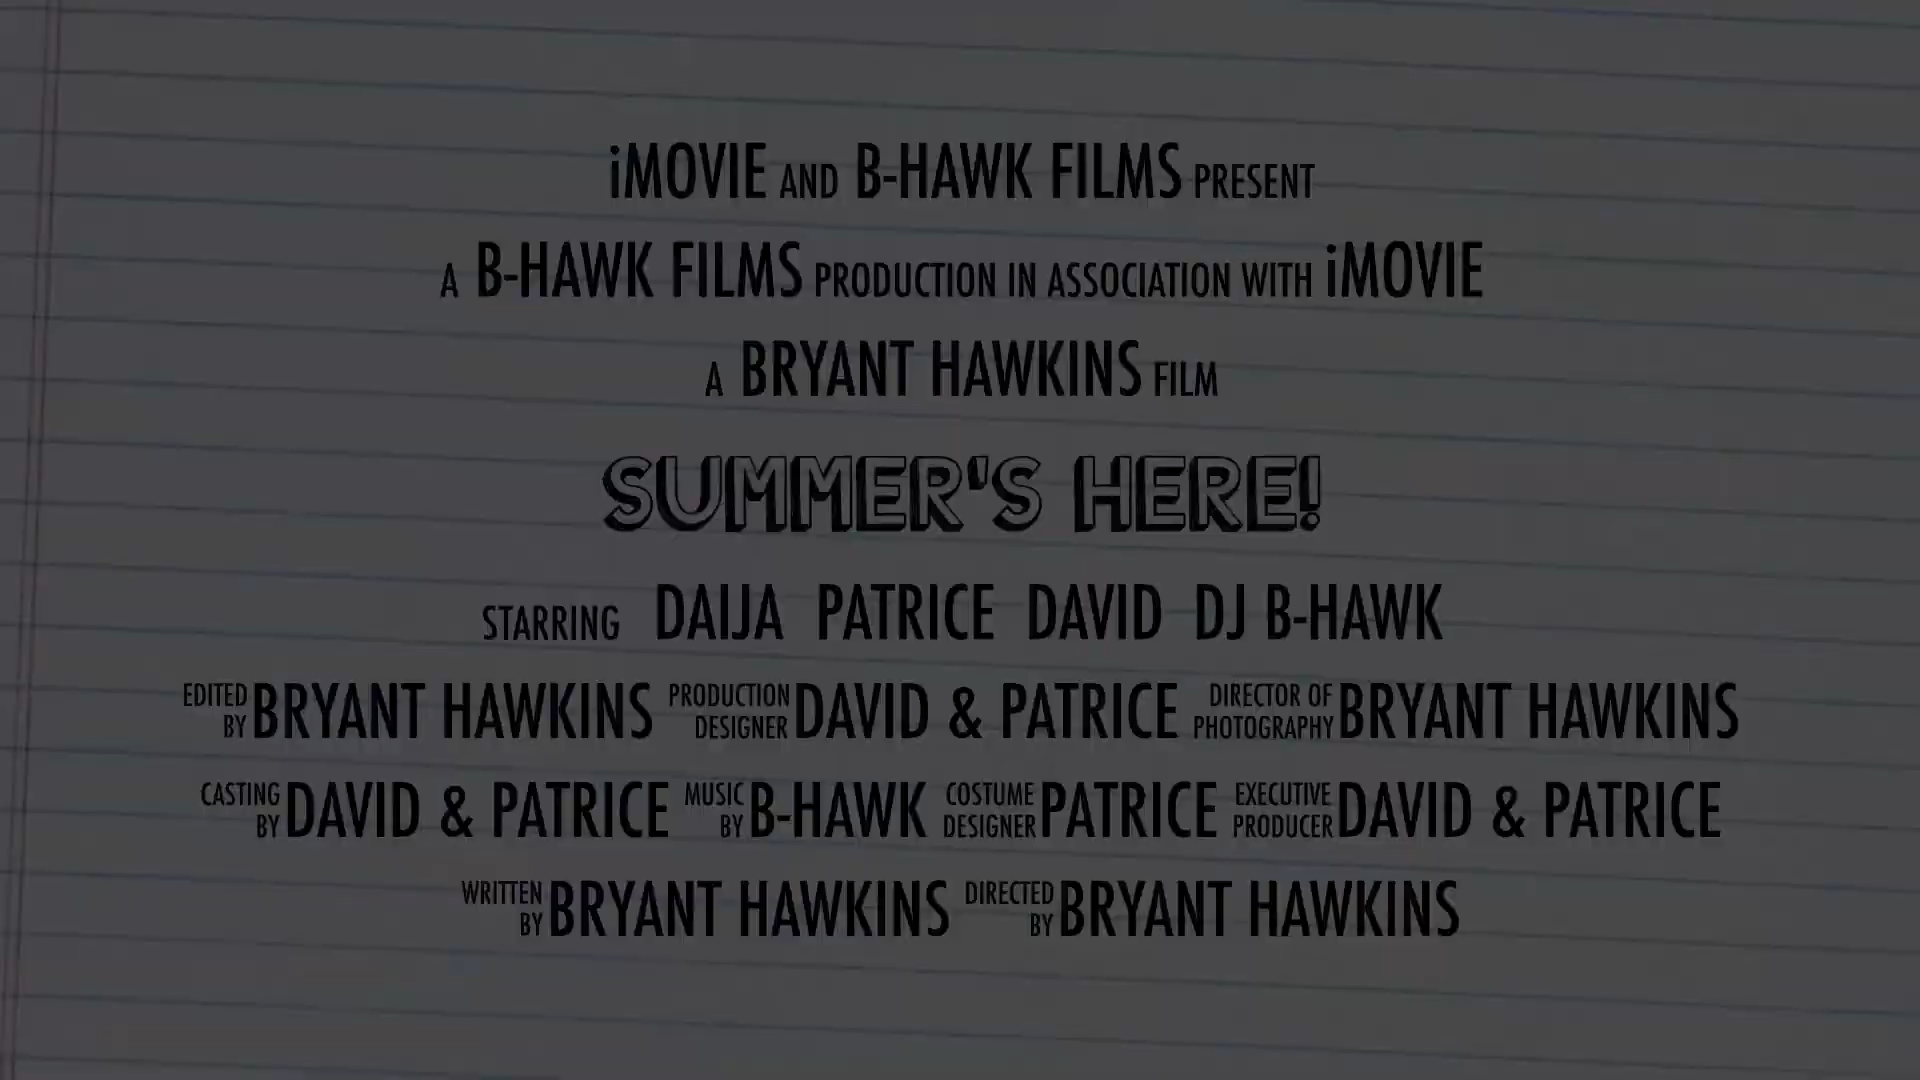 iMOVIE AND B-HAWK FILMS PRESENT
A B-HAWK FILMS PRODUCTION IN ASSOCIATION WITH iMOVIE
A BRYANT HAWKINS FILM
SUMMER'S HERE!
STARRING DAIJA PATRICE DAVID DJ B-HAWK
EDITED BY BRYANT HAWKINS PRODUCTION DESIGNER DAVID & PATRICE DIRECTOR OF PHOTOGRAPHY BRYANT HAWKINS
CASTING BY DAVID & PATRICE MUSIC BY B-HAWK COSTUME DESIGNER PATRICE EXECUTIVE PRODUCER DAVID & PATRICE
WRITTEN BY BRYANT HAWKINS DIRECTED BY BRYANT HAWKINS